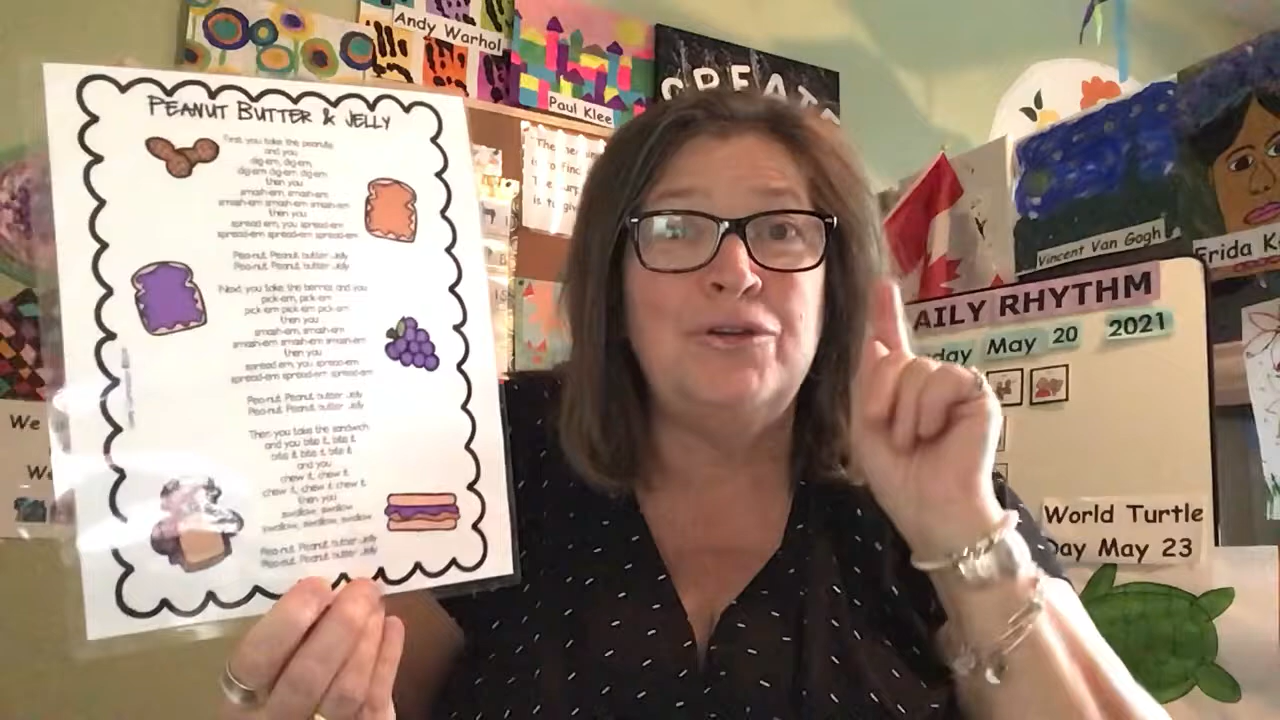 PEANUT BUTTER & JELLY
First you take the peanuts
and you
dig-em, dig-em
dig-em dig-em dig-em
then you
smash-em, smash-em
smash-em smash-em smash-em
then you
spread em, you spread-em
spread-em spread-em spread-em
Pea-nut, Peanut butter Jelly
Pea-nut, Peanut butter Jelly
Next you take the berries and you
pick-em, pick-em
pick-em pick-em pick-em
then you
smash-em, smash-em
smash-em smash-em smash-em
then you
spread em, you spread-em
spread-em spread-em spread-em
Pea-nut, Peanut butter Jelly
Pea-nut, Peanut butter Jelly
Then you take the sandwich
and you bite it, bite it
bite it bite it, bite it
and you
chew it, chew it
chew it, chew it chew it
then you
swallow, swallow
swallow, swallow, swallow
Pea-nut, Peanut butter Jelly
Pea-nut, Peanut butter Jelly
Andy Warhol
Paul Klee
CREAT
is to
Vincent Van Gogh
Frida
AILY RHYTHM
day May 20 2021
World Turtle
Day May 23
We
We